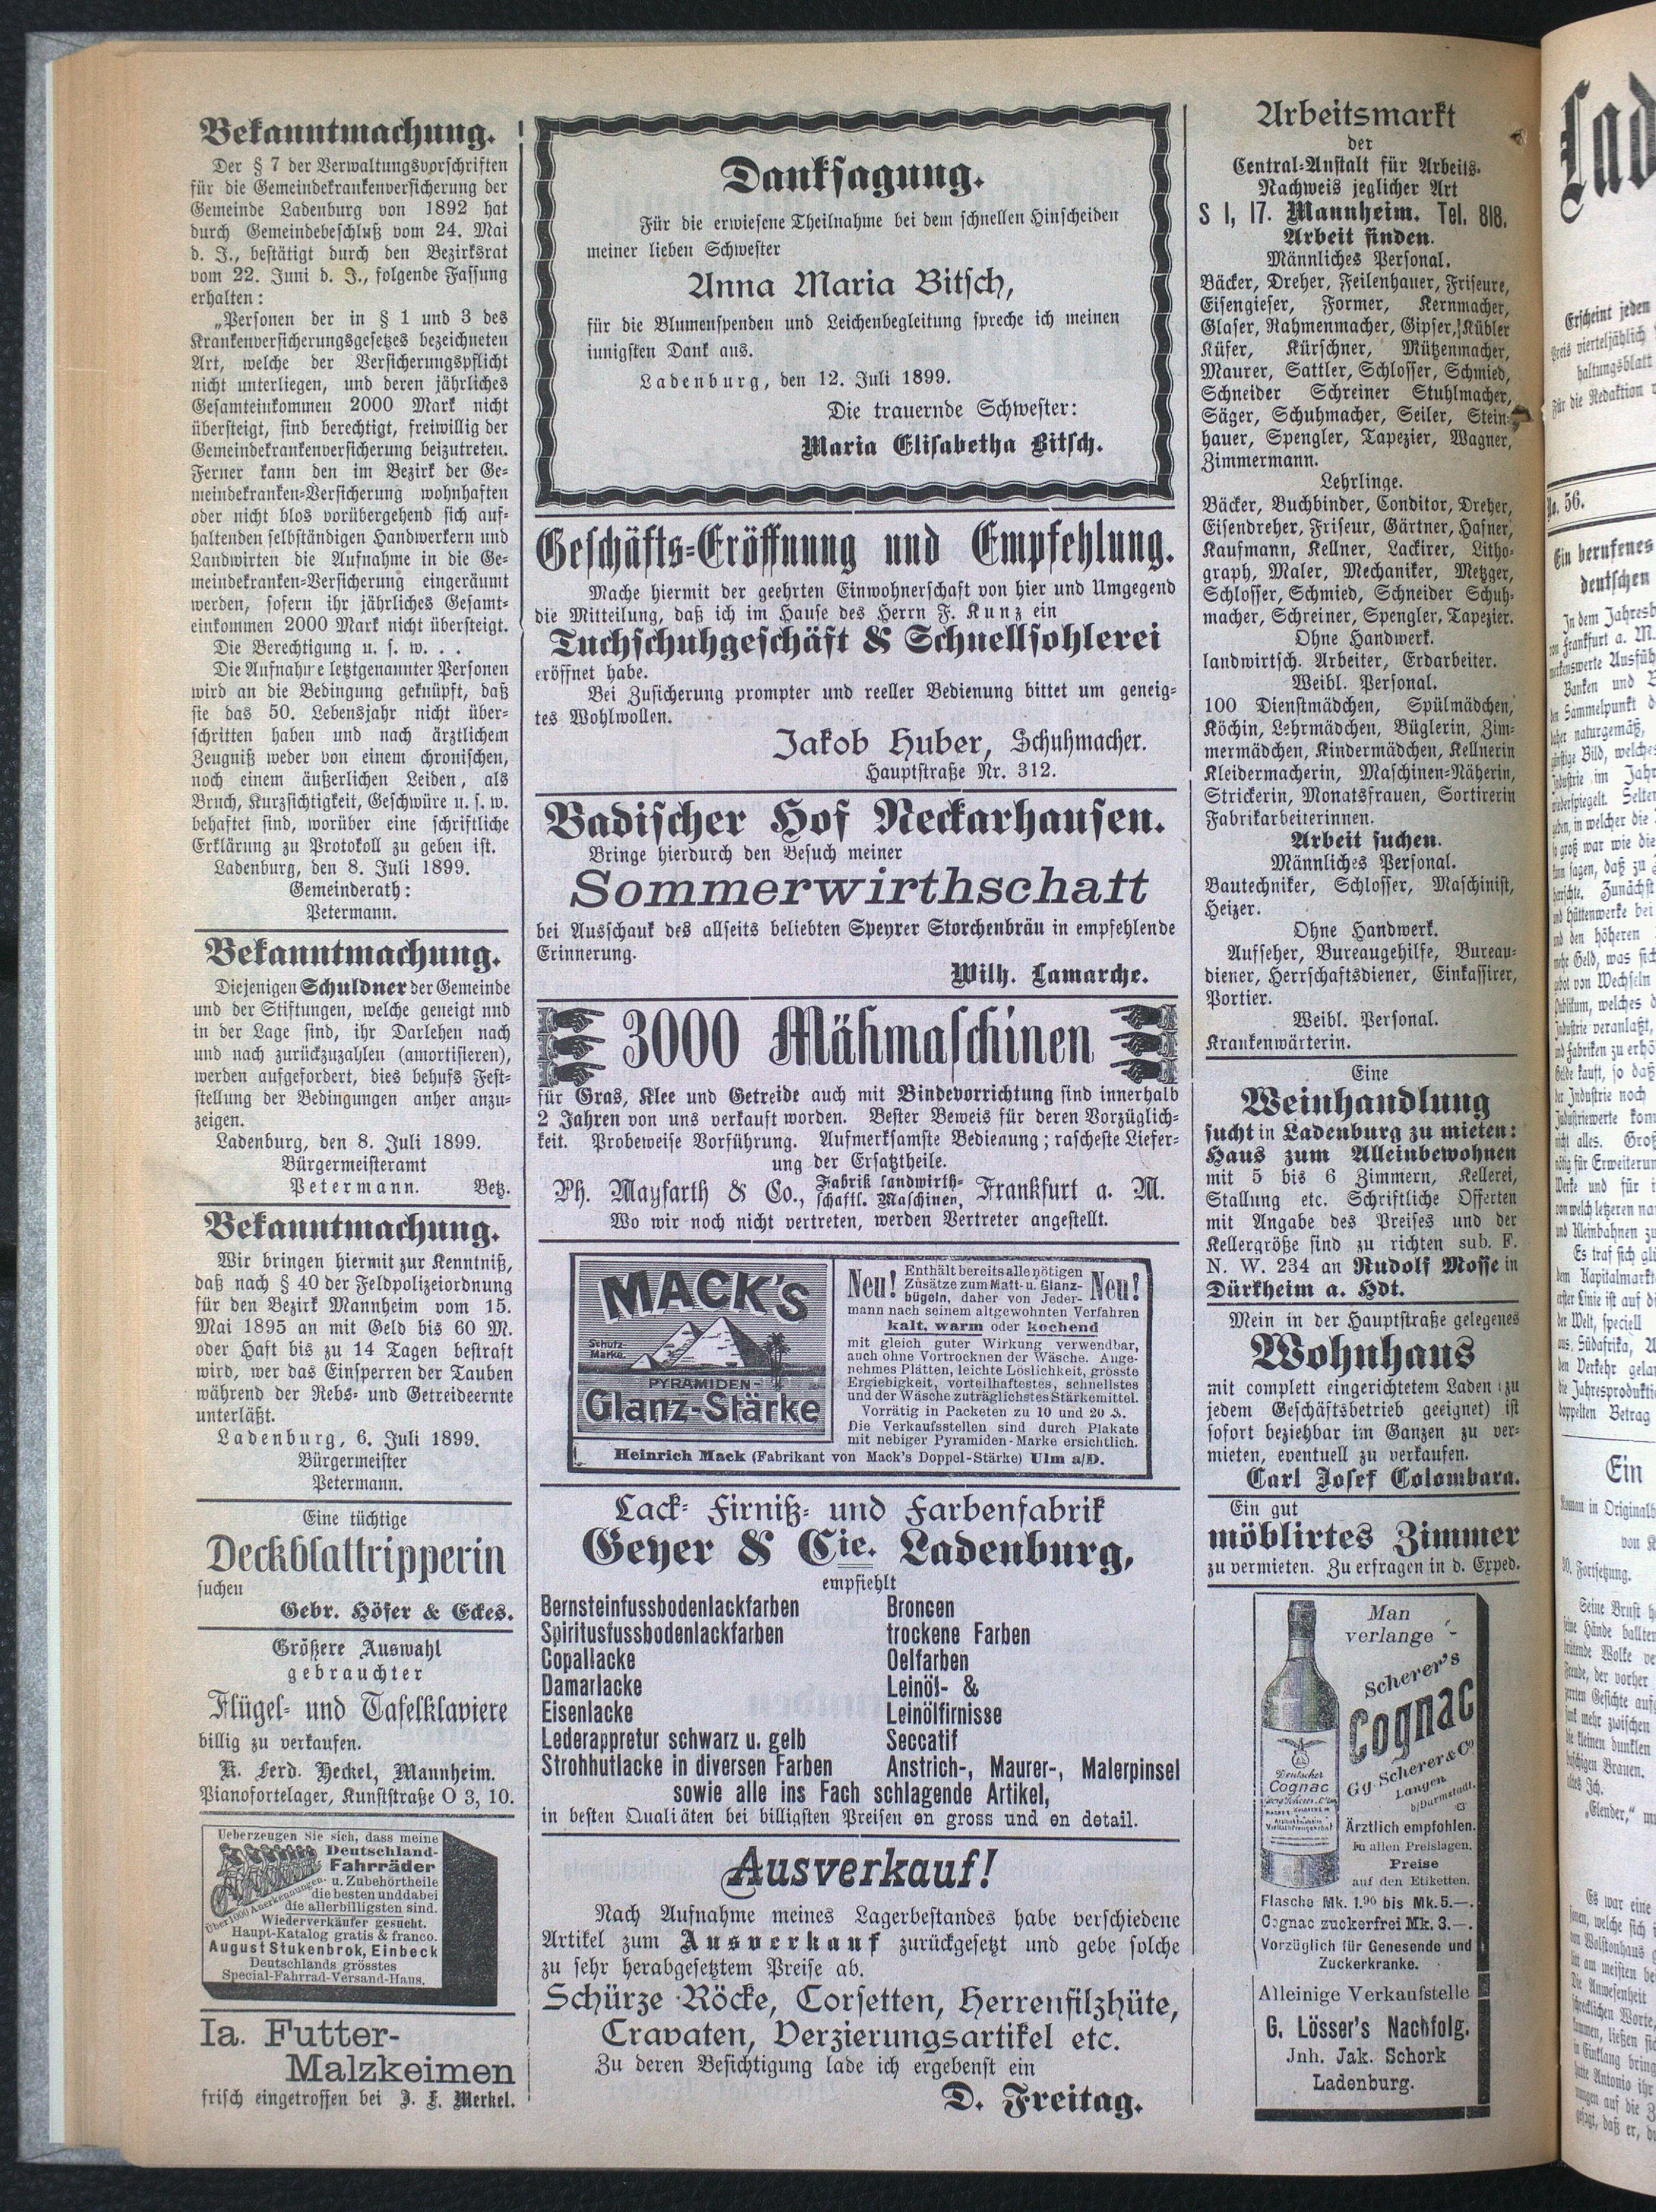 Bekanntmachung.
Der § 7 der Verwaltungsvorschriften
für die Gemeindekrankenversicherung der
Gemeinde Ladenburg von 1892 hat
durch Gemeindebeschluß vom 24. Mai
d. J., bestätigt durch den Bezirksrat
vom 22. Juni d. J., folgende Fassung
erhalten:
„Personen der in § 1 und 3 des
Krankenversicherungsgesetzes bezeichneten
Art, welche der Versicherungspflicht
nicht unterliegen, und deren jährliches
Gesamteinkommen 2000 Mark nicht
übersteigt, sind berechtigt, freiwillig der
Gemeindekrankenversicherung beizutreten.
Ferner kann den im Bezirk der Ge-
meindekranken-Versicherung wohnhaften
oder nicht blos vorübergehend sich auf-
haltenden selbständigen Handwerkern und
Landwirten die Aufnahme in die Ge-
meindekranken-Versicherung eingeräumt
werden, sofern ihr jährliches Gesamt-
einkommen 2000 Mark nicht übersteigt.
Die Berechtigung u. s. w. . .
Die Aufnahme letztgenannter Personen
wird an die Bedingung geknüpft, daß
sie das 50. Lebensjahr nicht über-
schritten haben und nach ärztlichem
Zeugniß weder von einem chronischen,
noch einem äußerlichen Leiden, als
Bruch, Kurzsichtigkeit, Geschwüre u. s. w.
behaftet sind, worüber eine schriftliche
Erklärung zu Protokoll zu geben ist.
Ladenburg, den 8. Juli 1899.
Gemeinderath:
Petermann.
Bekanntmachung.
Diejenigen Schuldner der Gemeinde
und der Stiftungen, welche geneigt nnd
in der Lage sind, ihr Darlehen nach
und nach zurückzuzahlen (amortisieren),
werden aufgefordert, dies behufs Fest-
stellung der Bedingungen anher anzu-
zeigen.
Ladenburg, den 8. Juli 1899.
Bürgermeisteramt
Petermann. Betz.
Bekanntmachung.
Wir bringen hiermit zur Kenntniß,
daß nach § 40 der Feldpolizeiordnung
für den Bezirk Mannheim vom 15.
Mai 1895 an mit Geld bis 60 M.
oder Haft bis zu 14 Tagen bestraft
wird, wer das Einsperren der Tauben
während der Rebs- und Getreideernte
unterläßt.
Ladenburg, 6. Juli 1899.
Bürgermeister
Petermann.
Eine tüchtige
Deckblattripperin
suchen
Gebr. Höfer & Eckes.
Größere Auswahl
gebrauchter
Flügel- und Tafelklaviere
billig zu verkaufen.
K. Ferd. Heckel, Mannheim.
Pianofortelager, Kunststraße O 3, 10.
Ueberzeugen Sie sich, dass meine
Deutschland-
Fahrräder
u. Zubehörtheile
die besten und dabei
die allerbilligsten sind.
Über 1000 Anerkennungen.
Wiederverkäufer gesucht.
Haupt-Katalog gratis & franco.
August Stukenbrok, Einbeck
Deutschlands grösstes
Special-Fahrrad-Versand-Haus.
Ia. Futter-
Malzkeimen
frisch eingetroffen bei J. F. Merkel.
Danksagung.
Für die erwiesene Theilnahme bei dem schnellen Hinscheiden
meiner lieben Schwester
Anna Maria Bitsch,
für die Blumenspenden und Leichenbegleitung spreche ich meinen
innigsten Dank aus.
Ladenburg, den 12. Juli 1899.
Die trauernde Schwester:
Maria Elisabetha Bitsch.
Geschäfts-Eröffnung und Empfehlung.
Mache hiermit der geehrten Einwohnerschaft von hier und Umgegend
die Mitteilung, daß ich im Hause des Herrn F. Kunz ein
Tuchschuhgeschäft & Schnellsohlerei
eröffnet habe.
Bei Zusicherung prompter und reeller Bedienung bittet um geneig-
tes Wohlwollen.
Jakob Huber, Schuhmacher.
Hauptstraße Nr. 312.
Badischer Hof Neckarhausen.
Bringe hierdurch den Besuch meiner
Sommerwirthschaft
bei Ausschank des allseits beliebten Speyrer Storchenbräu in empfehlende
Erinnerung.
Wilh. Lamarche.
3000 Mähmaschinen
für Gras, Klee und Getreide auch mit Bindevorrichtung sind innerhalb
2 Jahren von uns verkauft worden. Bester Beweis für deren Vorzüglich-
keit. Probeweise Vorführung. Aufmerksamste Bedienung; rascheste Liefer-
ung der Ersatztheile.
Ph. Mayfarth & Co., Fabrik landwirth-
schaftl. Maschinen, Frankfurt a. M.
Wo wir noch nicht vertreten, werden Vertreter angestellt.
MACK'S
Schutz-
Marke.
PYRAMIDEN-
Glanz-Stärke
Neu! Enthält bereits alle nötigen
Zusätze zum Matt- u. Glanz-
bügeln, daher von Jeder- Neu!
mann nach seinem altgewohnten Verfahren
kalt, warm oder kochend
mit gleich guter Wirkung verwendbar,
auch ohne Vortrocknen der Wäsche. Ange-
nehmes Plätten, leichte Löslichkeit, grösste
Ergiebigkeit, vorteilhaftestes, schnellstes
und der Wäsche zuträglichstes Stärkemittel.
Vorrätig in Packeten zu 10 und 20 ₰.
Die Verkaufsstellen sind durch Plakate
mit nebiger Pyramiden-Marke ersichtlich.
Heinrich Mack (Fabrikant von Mack's Doppel-Stärke) Ulm a/D.
Lack- Firniß- und Farbenfabrik
Geyer & Cie. Ladenburg,
empfiehlt
Bernsteinfussbodenlackfarben
Spiritusfussbodenlackfarben
Copallacke
Damarlacke
Eisenlacke
Lederappretur schwarz u. gelb
Strohhutlacke in diversen Farben
Broncen
trockene Farben
Oelfarben
Leinöl- &
Leinölfirnisse
Seccatif
Anstrich-, Maurer-, Malerpinsel
sowie alle ins Fach schlagende Artikel,
in besten Qualitäten bei billigsten Preisen en gross und en detail.
Ausverkauf!
Nach Aufnahme meines Lagerbestandes habe verschiedene
Artikel zum Ausverkauf zurückgesetzt und gebe solche
zu sehr herabgesetztem Preise ab.
Schürze Röcke, Corsetten, Herrenfilzhüte,
Cravaten, Verzierungsartikel etc.
Zu deren Besichtigung lade ich ergebenst ein
D. Freitag.
Arbeitsmarkt
der
Central-Anstalt für Arbeits-
Nachweis jeglicher Art
S 1, 17. Mannheim. Tel. 818.
Arbeit finden.
Männliches Personal.
Bäcker, Dreher, Feilenhauer, Friseure,
Eisengieser, Former, Kernmacher,
Glaser, Rahmenmacher, Gipser, Kübler
Küfer, Kürschner, Mützenmacher,
Maurer, Sattler, Schlosser, Schmied,
Schneider Schreiner Stuhlmacher,
Säger, Schuhmacher, Seiler, Stein-
hauer, Spengler, Tapezier, Wagner,
Zimmermann.
Lehrlinge.
Bäcker, Buchbinder, Conditor, Dreher,
Eisendreher, Friseur, Gärtner, Hafner,
Kaufmann, Kellner, Lackirer, Litho-
graph, Maler, Mechaniker, Metzger,
Schlosser, Schmied, Schneider Schuh-
macher, Schreiner, Spengler, Tapezier.
Ohne Handwerk.
landwirtsch. Arbeiter, Erdarbeiter.
Weibl. Personal.
100 Dienstmädchen, Spülmädchen,
Köchin, Lehrmädchen, Büglerin, Zim-
mermädchen, Kindermädchen, Kellnerin
Kleidermacherin, Maschinen-Näherin,
Strickerin, Monatsfrauen, Sortirerin
Fabrikarbeiterinnen.
Arbeit suchen.
Männliches Personal.
Bautechniker, Schlosser, Maschinist,
Heizer.
Ohne Handwerk.
Aufseher, Bureaugehilfe, Bureau-
diener, Herrschaftsdiener, Einkassirer,
Portier.
Weibl. Personal.
Krankenwärterin.
Eine
Weinhandlung
sucht in Ladenburg zu mieten:
Haus zum Alleinbewohnen
mit 5 bis 6 Zimmern, Kellerei,
Stallung etc. Schriftliche Offerten
mit Angabe des Preises und der
Kellergröße sind zu richten sub. F.
N. W. 234 an Rudolf Mosse in
Dürkheim a. Hdt.
Mein in der Hauptstraße gelegenes
Wohnhaus
mit complett eingerichtetem Laden (zu
jedem Geschäftsbetrieb geeignet) ist
sofort beziehbar im Ganzen zu ver-
mieten, eventuell zu verkaufen.
Carl Josef Colombara.
Ein gut
möblirtes Zimmer
zu vermieten. Zu erfragen in d. Exped.
Man
verlange
Scherer's
Cognac
Gg. Scherer & Co
Langen
b/Darmstadt.
Deutscher
Cognac
Ärztlich empfohlen.
In allen Preislagen.
Preise
auf den Etiketten.
Flasche Mk. 1.90 bis Mk. 5.—.
Cognac zuckerfrei Mk. 3.—.
Vorzüglich für Genesende und
Zuckerkranke.
Alleinige Verkaufstelle
G. Lösser's Nachfolg.
Jnh. Jak. Schork
Ladenburg.
Lad
Erscheint jeden
Preis vierteljählich
haltungsblatt
Für die Redaktion
No. 56.
Ein berufenes
deutschen
In dem Jahresb
von Frankfurt a. M.
Banken und
Sammelpunkt
Ein
Roman in Original
von
30. Fortsetzung.
Seine Brust
„Elender,“
Es war eine